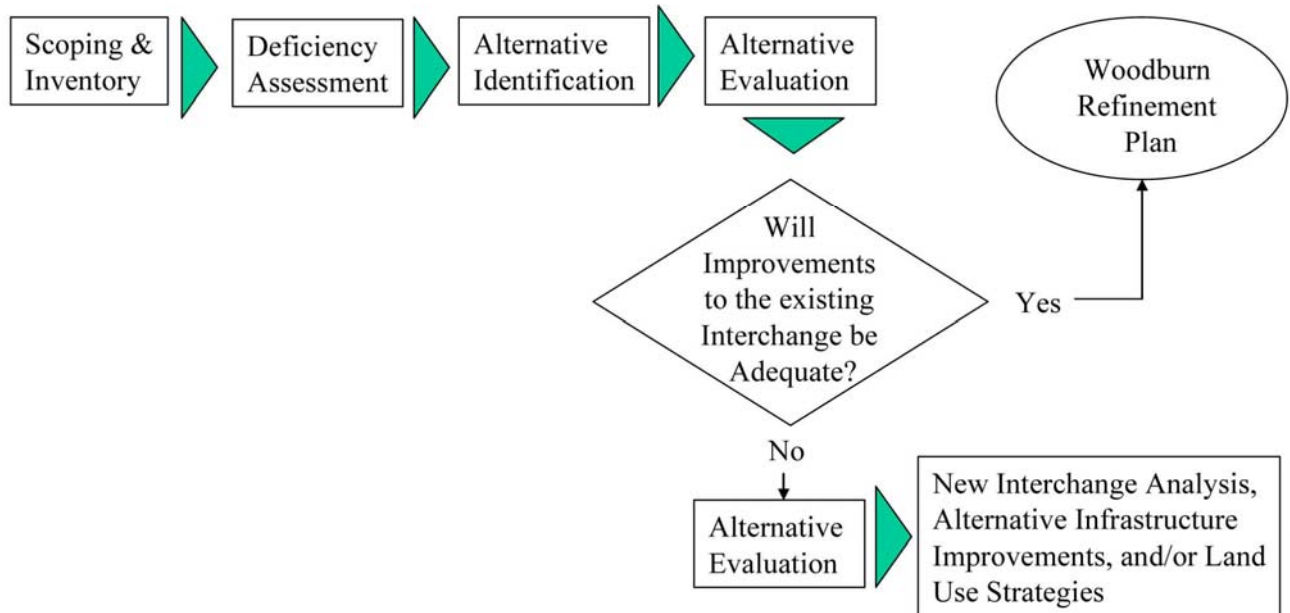 Scoping &
Inventory
Deficiency
Assessment
Alternative
Identification
Alternative
Evaluation
Woodburn
Refinement
Plan
Will
Improvements
to the existing
Interchange be
Adequate?
Yes
No
Alternative
Evaluation
New Interchange Analysis,
Alternative Infrastructure
Improvements, and/or Land
Use Strategies